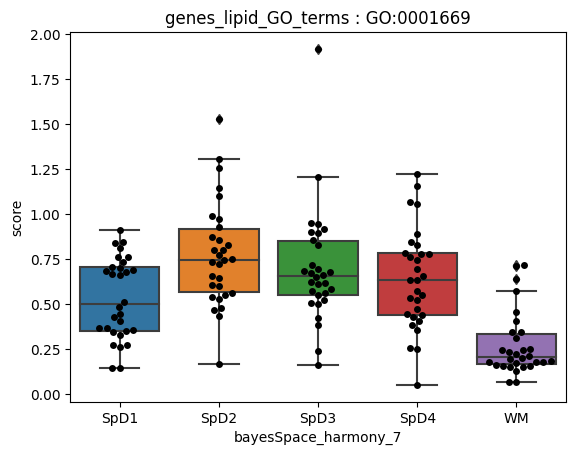 genes_lipid_GO_terms : GO:0001669
2.00
1.75
1.50
1.25
1.00
0.75
0.50
0.25
0.00
score
SpD1 SpD2 SpD3 SpD4 WM
bayesSpace_harmony_7